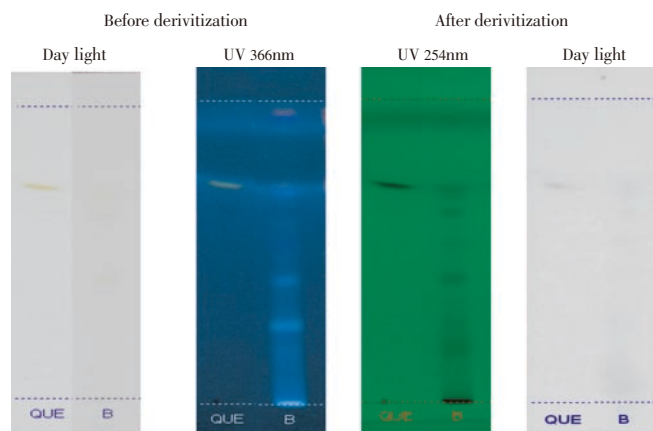 Before derivitization After derivitization
Day light UV 366nm UV 254nm Day light
QUE B QUE B QUE B QUE B